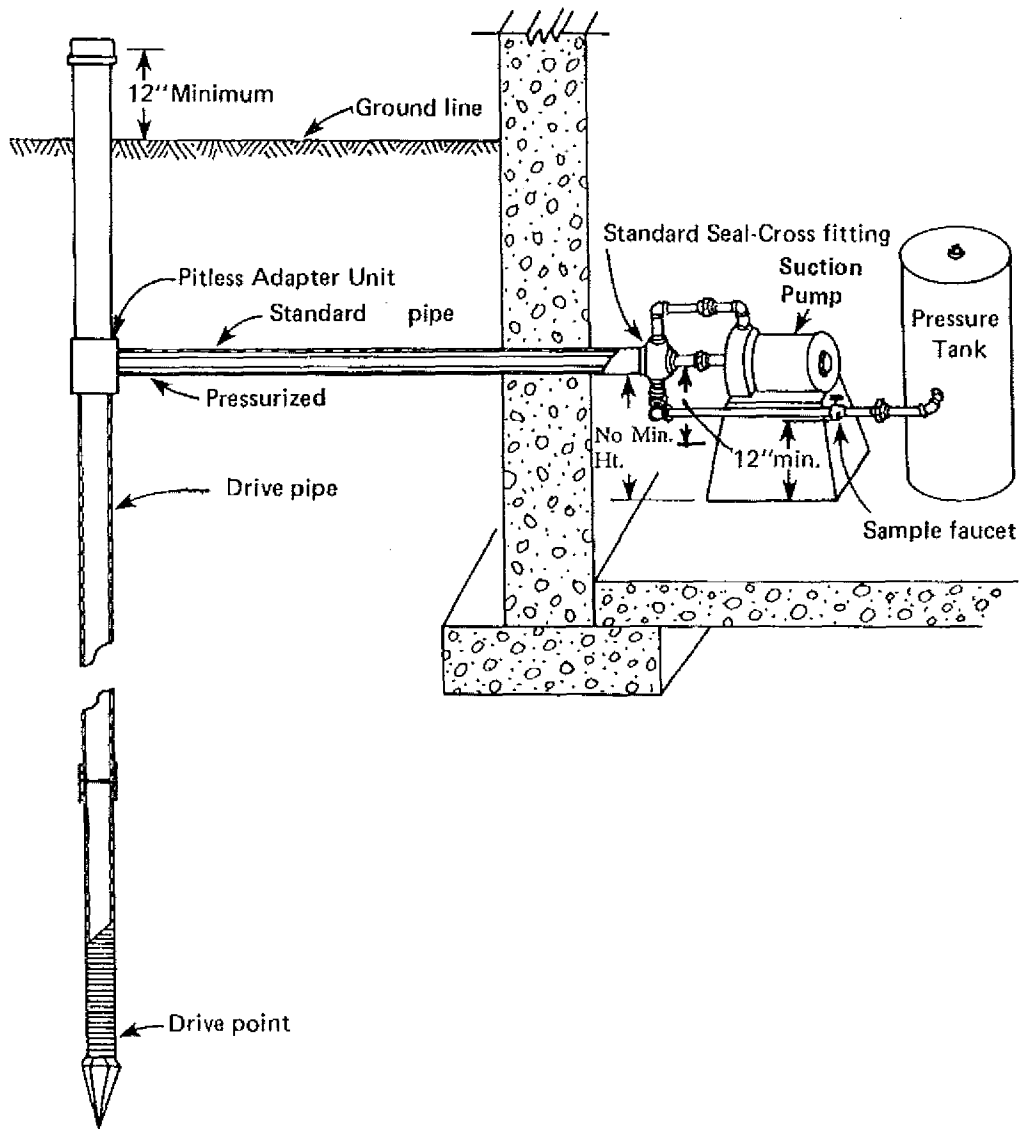 12“Minimum
Ground line
Standard Seal-Cross fitting
Suction
Pump
Pitless Adapter Unit
Standard pipe
Pressure
Tank
Pressurized
No Min.
Ht.
12“min.
Drive pipe
Sample faucet
Drive point